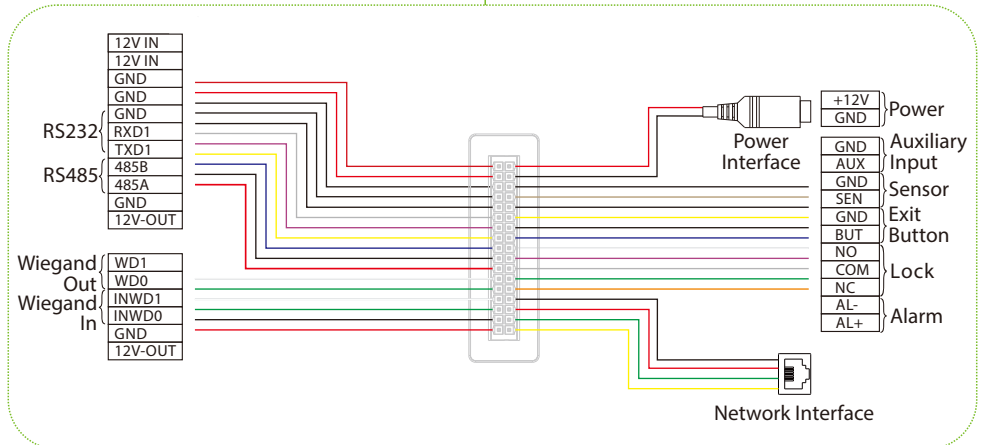 12V IN
12V IN
GND
GND
GND
RXD1
TXD1
485B
485A
GND
12V-OUT
RS232
RS485
WD1
WD0
INWD1
INWD0
GND
12V-OUT
Wiegand
Out
Wiegand
In
Power
Interface
+12V
GND
Power
GND
AUX
Auxiliary
Input
GND
SEN
Sensor
GND
BUT
Exit
Button
NO
COM
NC
Lock
AL-
AL+
Alarm
Network Interface